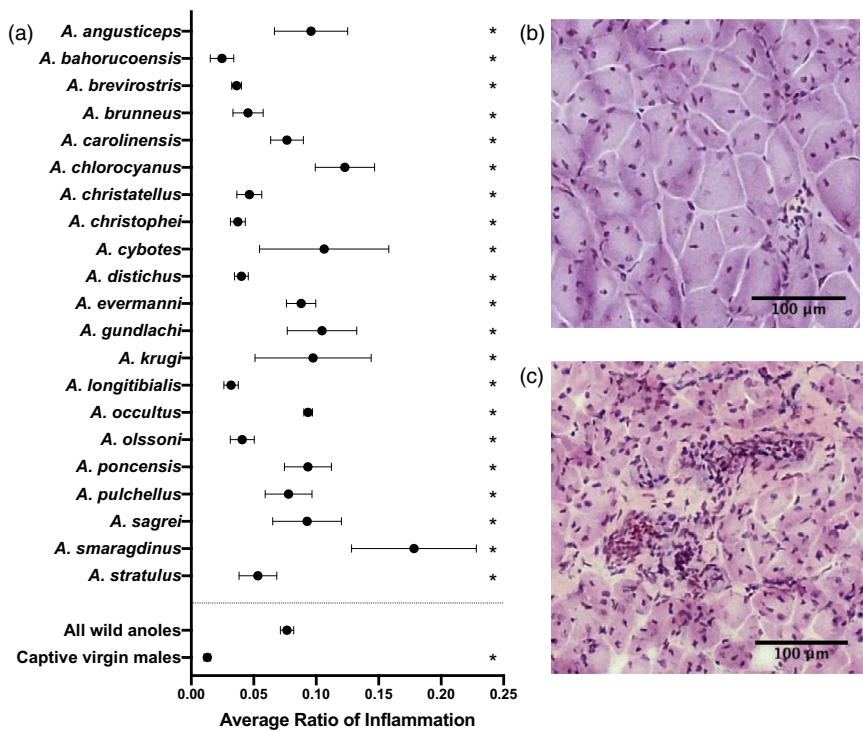 (a)
A. angusticeps *
A. bahorucoensis *
A. brevirostris *
A. brunneus *
A. carolinensis *
A. chlorocyanus *
A. christatellus *
A. christophei *
A. cybotes *
A. distichus *
A. evermanni *
A. gundlachi *
A. krugi *
A. longitibialis *
A. occultus *
A. olssoni *
A. poncensis *
A. pulchellus *
A. sagrei *
A. smaragdinus *
A. stratulus *
All wild anoles
Captive virgin males *
0.00 0.05 0.10 0.15 0.20 0.25
Average Ratio of Inflammation
(b)
100 µm
(c)
100 µm